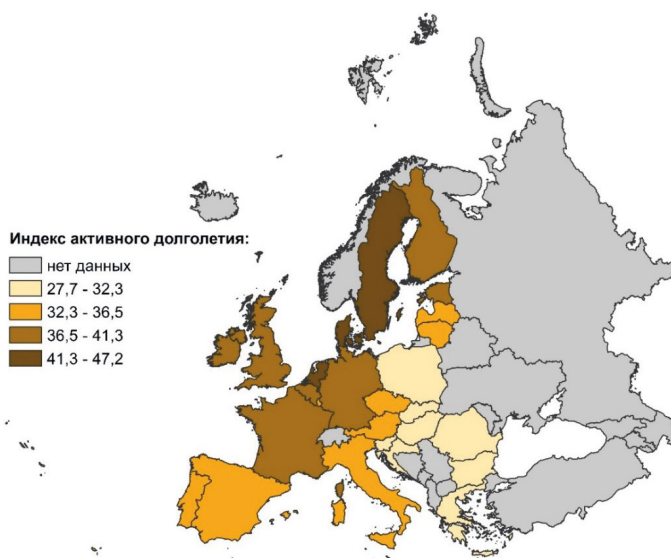 Индекс активного долголетия:
нет данных
27,7 - 32,3
32,3 - 36,5
36,5 - 41,3
41,3 - 47,2